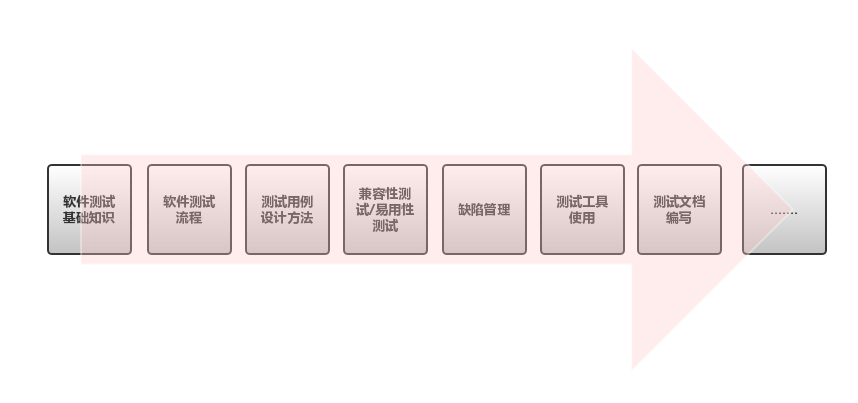 软件测试
基础知识
软件测试
流程
测试用例
设计方法
兼容性测
试/易用性
测试
缺陷管理
测试工具
使用
测试文档
编写
.......